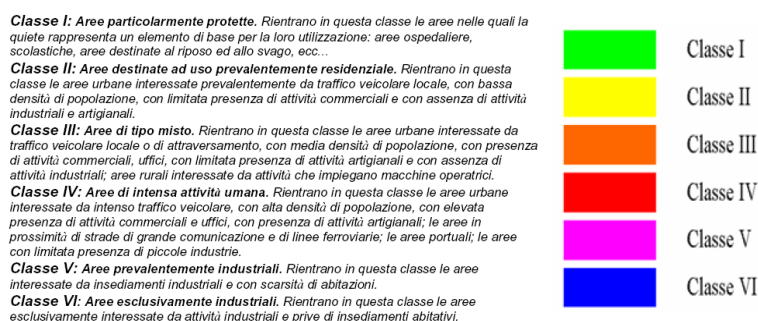 Classe I: Aree particolarmente protette. Rientrano in questa classe le aree nelle quali la
quiete rappresenta un elemento di base per la loro utilizzazione: aree ospedaliere,
scolastiche, aree destinate al riposo ed allo svago, ecc...
Classe II: Aree destinate ad uso prevalentemente residenziale. Rientrano in questa
classe le aree urbane interessate prevalentemente da traffico veicolare locale, con bassa
densità di popolazione, con limitata presenza di attività commerciali e con assenza di attività
industriali e artigianali.
Classe III: Aree di tipo misto. Rientrano in questa classe le aree urbane interessate da
traffico veicolare locale o di attraversamento, con media densità di popolazione, con presenza
di attività commerciali, uffici, con limitata presenza di attività artigianali e con assenza di
attività industriali; aree rurali interessate da attività che impiegano macchine operatrici.
Classe IV: Aree di intensa attività umana. Rientrano in questa classe le aree urbane
interessate da intenso traffico veicolare, con alta densità di popolazione, con elevata
presenza di attività commerciali e uffici, con presenza di attività artigianali; le aree in
prossimità di strade di grande comunicazione e di linee ferroviarie; le aree portuali; le aree
con limitata presenza di piccole industrie.
Classe V: Aree prevalentemente industriali. Rientrano in questa classe le aree
interessate da insediamenti industriali e con scarsità di abitazioni.
Classe VI: Aree esclusivamente industriali. Rientrano in questa classe le aree
esclusivamente interessate da attività industriali e prive di insediamenti abitativi.
Classe I
Classe II
Classe III
Classe IV
Classe V
Classe VI